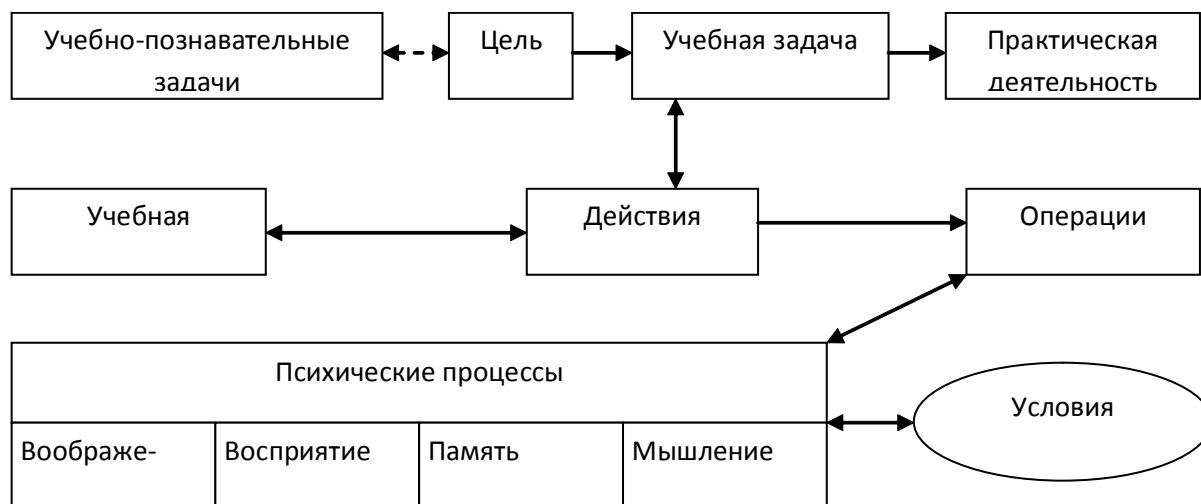 Учебно-познавательные
задачи
Цель
Учебная задача
Практическая
деятельность
Учебная
Действия
Операции
Психические процессы
Условия
Воображе-
Восприятие
Память
Мышление